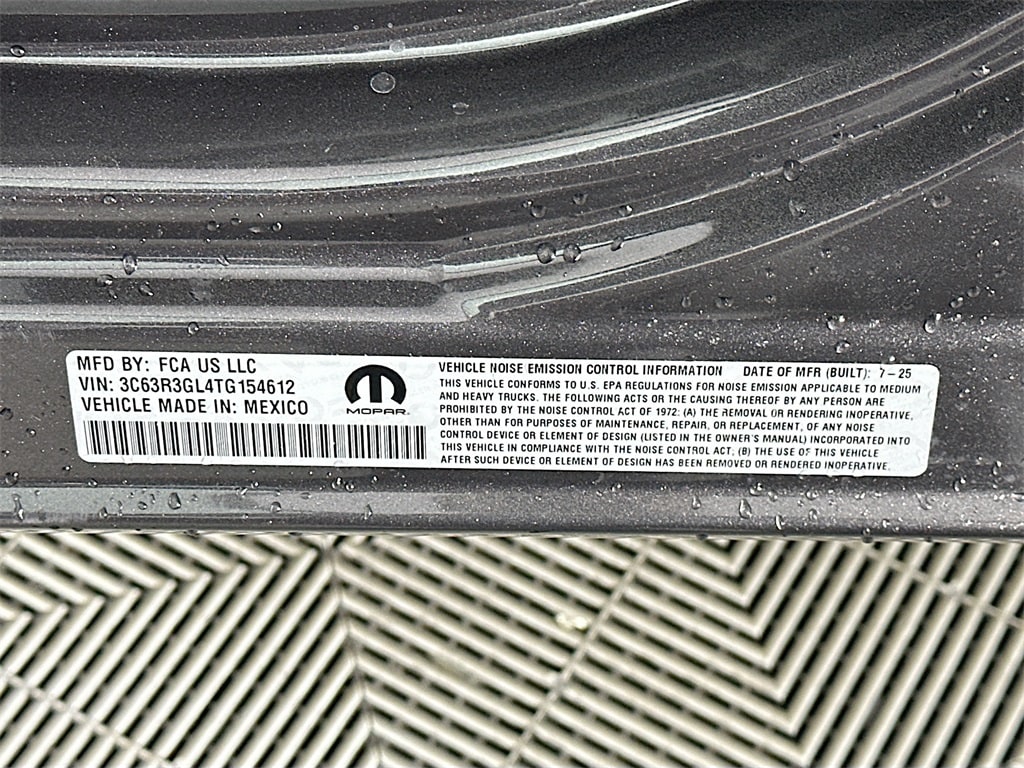 MFD BY: FCA US LLC
VIN: 3C63R3GL4TG154612
VEHICLE MADE IN: MEXICO
MOPAR.
VEHICLE NOISE EMISSION CONTROL INFORMATION DATE OF MFR (BUILT): 7-25
THIS VEHICLE CONFORMS TO U.S. EPA REGULATIONS FOR NOISE EMISSION APPLICABLE TO MEDIUM
AND HEAVY TRUCKS. THE FOLLOWING ACTS OR THE CAUSING THEREOF BY ANY PERSON ARE
PROHIBITED BY THE NOISE CONTROL ACT OF 1972: (A) THE REMOVAL OR RENDERING INOPERATIVE,
OTHER THAN FOR PURPOSES OF MAINTENANCE, REPAIR, OR REPLACEMENT, OF ANY NOISE
CONTROL DEVICE OR ELEMENT OF DESIGN (LISTED IN THE OWNER'S MANUAL) INCORPORATED INTO
THIS VEHICLE IN COMPLIANCE WITH THE NOISE CONTROL ACT; (B) THE USE OF THIS VEHICLE
AFTER SUCH DEVICE OR ELEMENT OF DESIGN HAS BEEN REMOVED OR RENDERED INOPERATIVE.